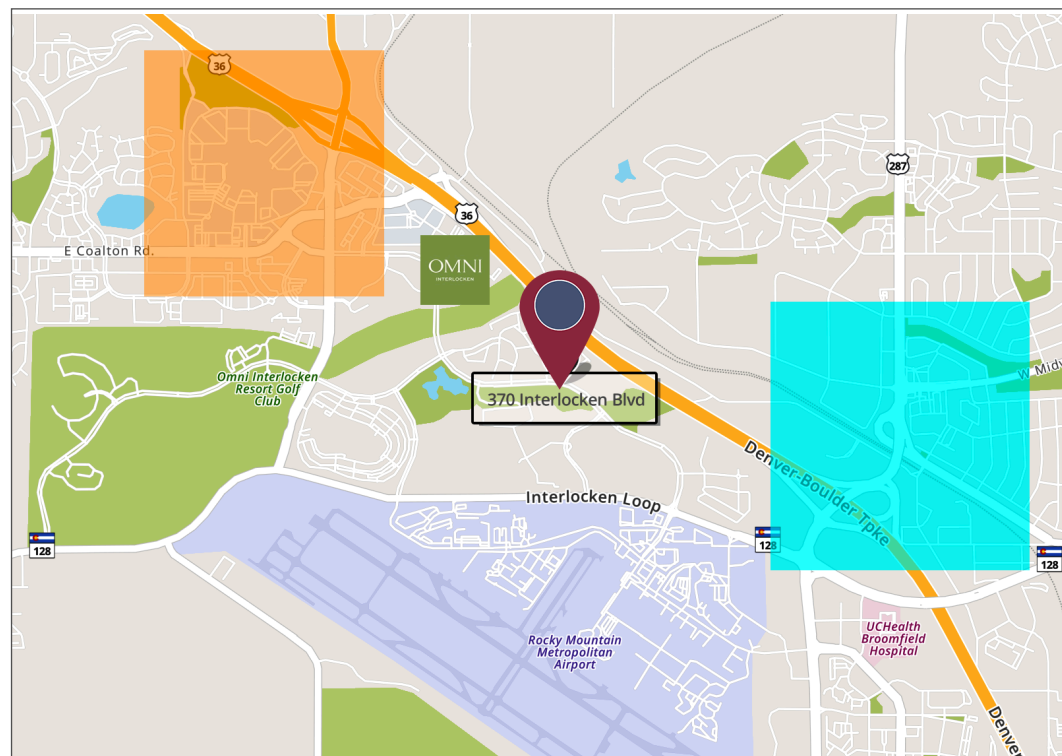 36
287
36
E Coalton Rd.
OMNI
INTERLOCKEN
Omni Interlocken
Resort Golf
Club
W Midw
370 Interlocken Blvd
Denver-Boulder Tpke
Interlocken Loop
128
128
128
UCHealth
Broomfield
Hospital
Rocky Mountain
Metropolitan
Airport
Denver